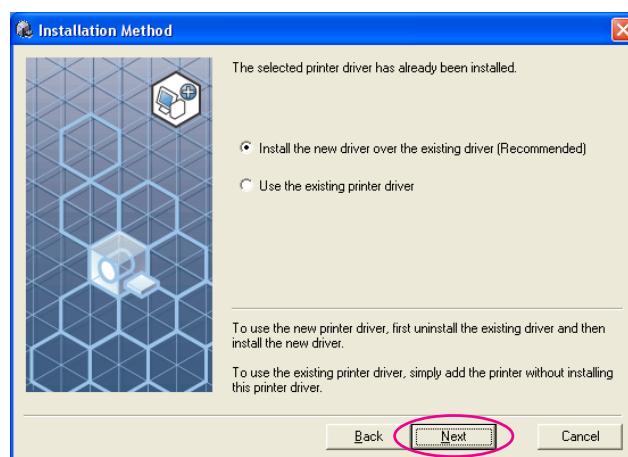 Installation Method
The selected printer driver has already been installed.
Install the new driver over the existing driver (Recommended)
Use the existing printer driver
To use the new printer driver, first uninstall the existing driver and then
install the new driver.
To use the existing printer driver, simply add the printer without installing
this printer driver.
Back Next Cancel